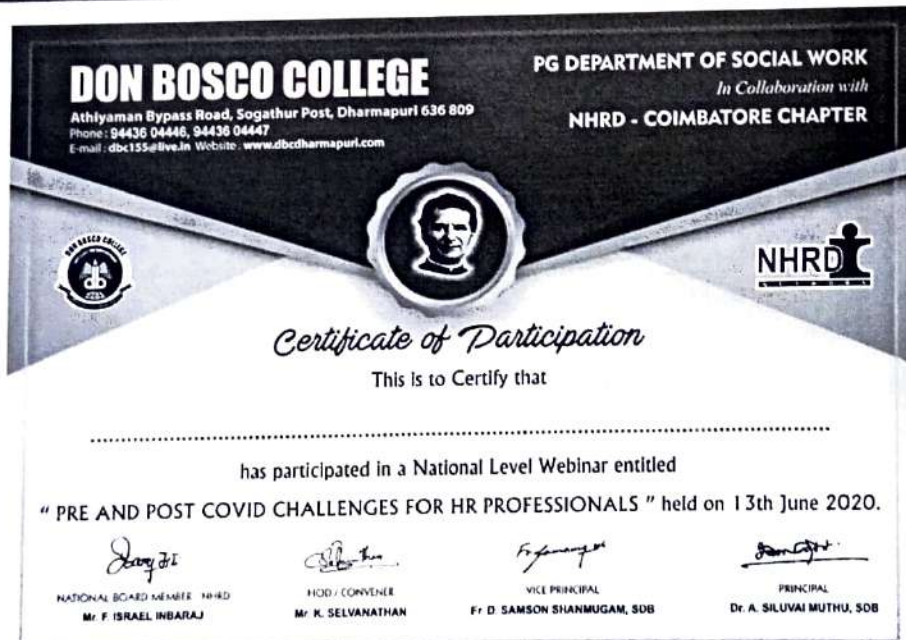 DON BOSCO COLLEGE
Athiyaman Bypass Road, Sogathur Post, Dharmapuri 636 809
Phone : 94436 04446, 94436 04447
E-mail : dbc155@live.in Website : www.dbcdharmapuri.com
PG DEPARTMENT OF SOCIAL WORK
In Collaboration with
NHRD - COIMBATORE CHAPTER
DON BOSCO COLLEGE
NHRD
NETWORK
Certificate of Participation
This is to Certify that
has participated in a National Level Webinar entitled
" PRE AND POST COVID CHALLENGES FOR HR PROFESSIONALS " held on 13th June 2020.
NATIONAL BOARD MEMBER NHRD
Mr. F. ISRAEL INBARAJ
HOD / CONVENER
Mr. K. SELVANATHAN
VICE PRINCIPAL
Fr D. SAMSON SHANMUGAM, SDB
PRINCIPAL
Dr. A. SILUVAI MUTHU, SDB